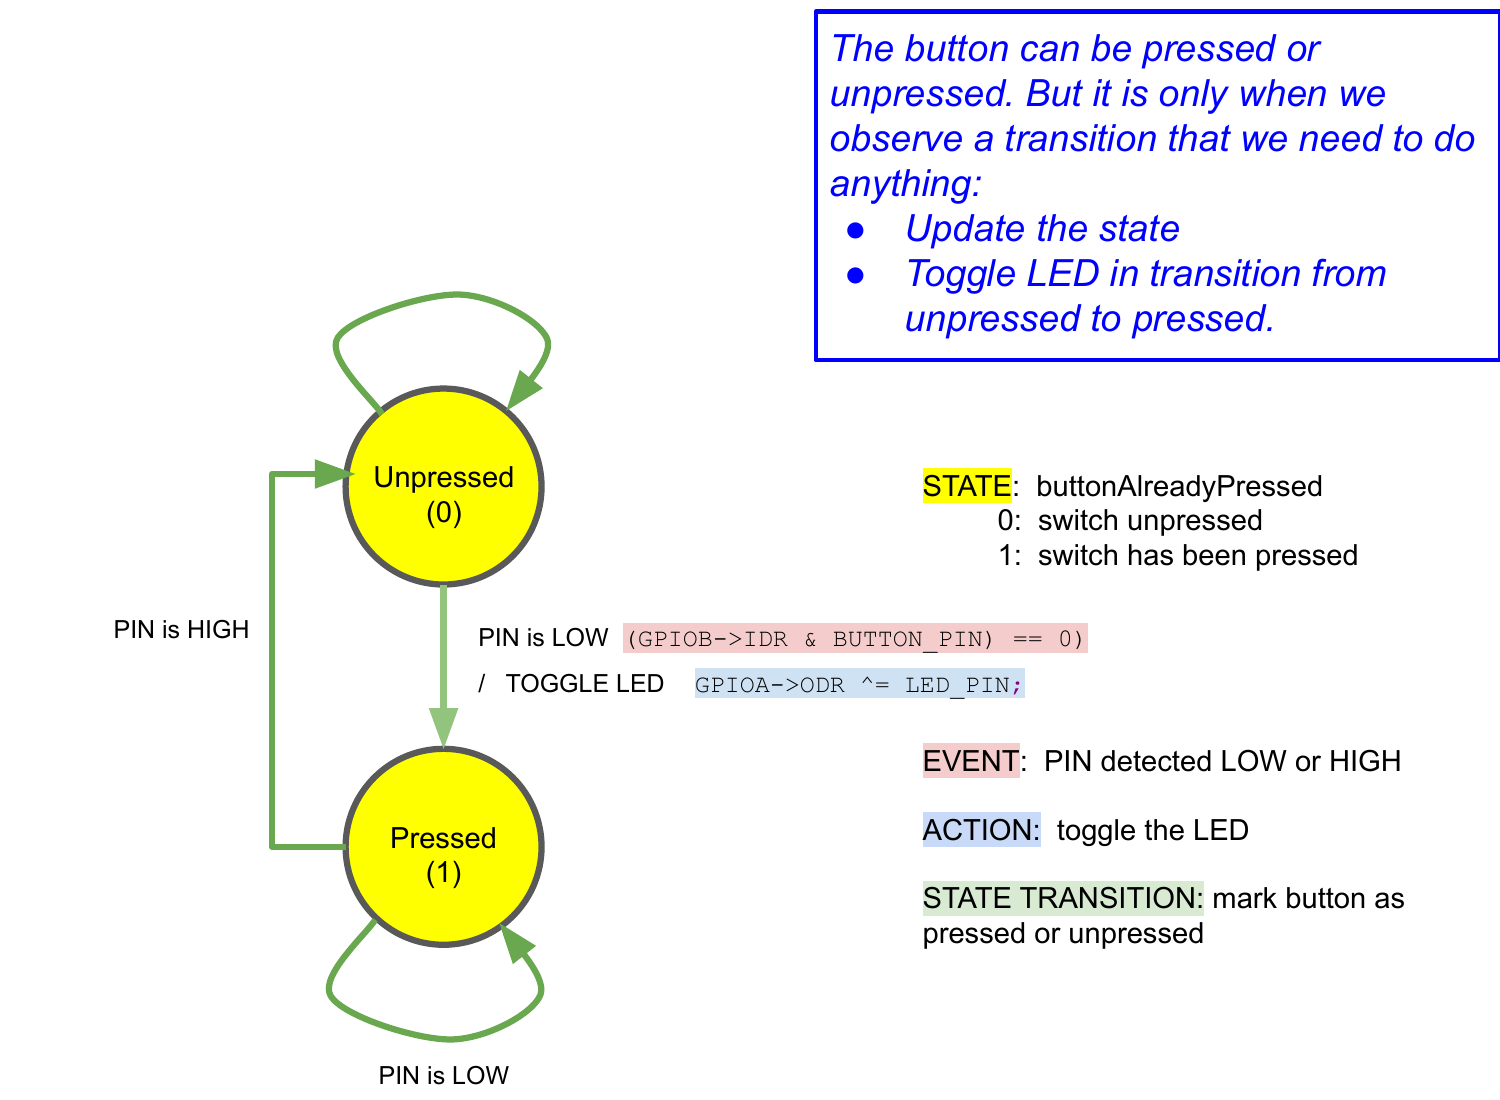 The button can be pressed or
unpressed. But it is only when we
observe a transition that we need to do
anything:
● Update the state
● Toggle LED in transition from
unpressed to pressed.
Unpressed
(0)
STATE: buttonAlreadyPressed
0: switch unpressed
1: switch has been pressed
PIN is HIGH
PIN is LOW (GPIOB->IDR & BUTTON_PIN) == 0)
/ TOGGLE LED GPIOA->ODR ^= LED_PIN;
EVENT: PIN detected LOW or HIGH
Pressed
(1)
ACTION: toggle the LED
STATE TRANSITION: mark button as
pressed or unpressed
PIN is LOW